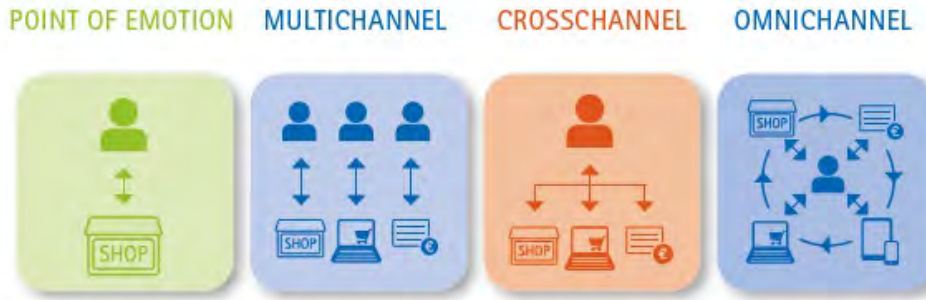 POINT OF EMOTION
MULTICHANNEL
CROSSCHANNEL
OMNICHANNEL
SHOP
SHOP
SHOP
SHOP